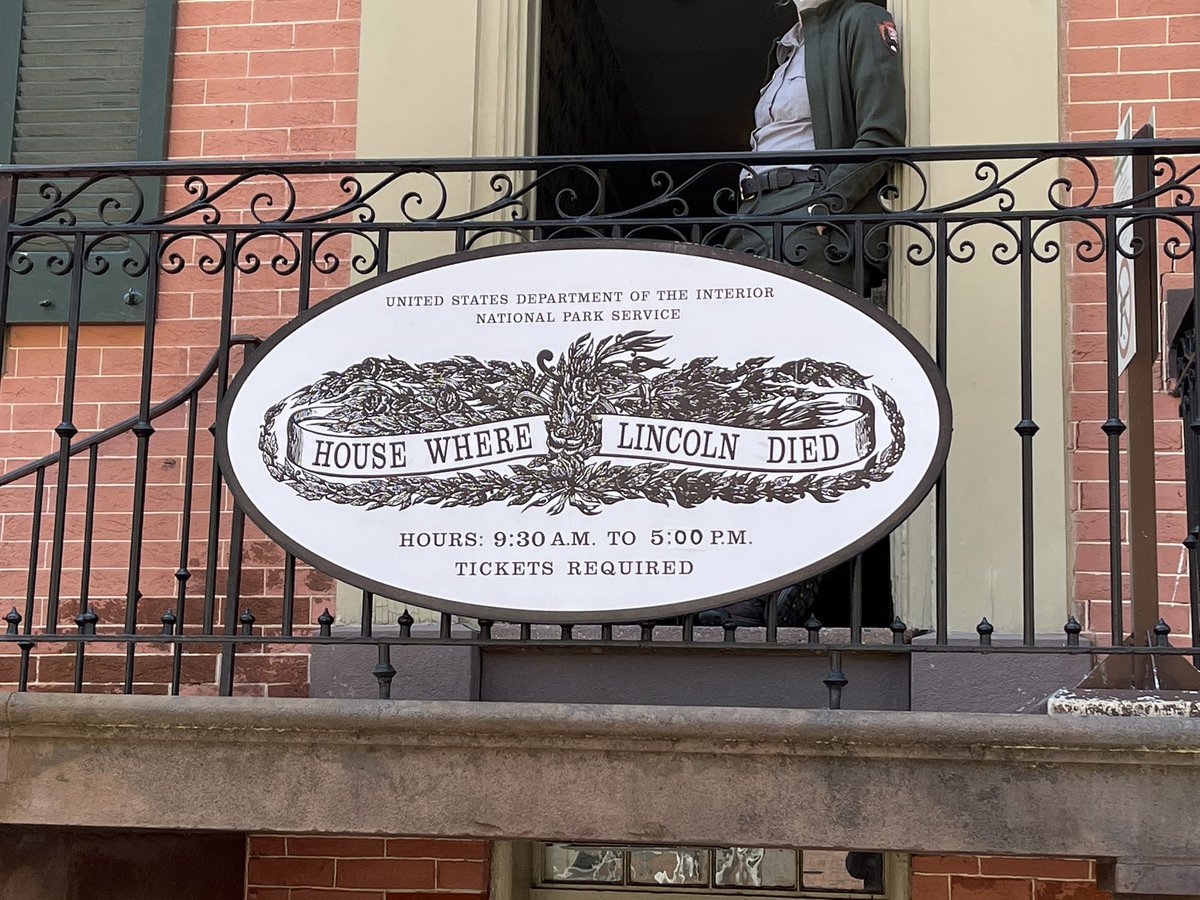 UNITED STATES DEPARTMENT OF THE INTERIOR
NATIONAL PARK SERVICE
HOUSE WHERE LINCOLN DIED
HOURS: 9:30 A.M. TO 5:00 P.M.
TICKETS REQUIRED